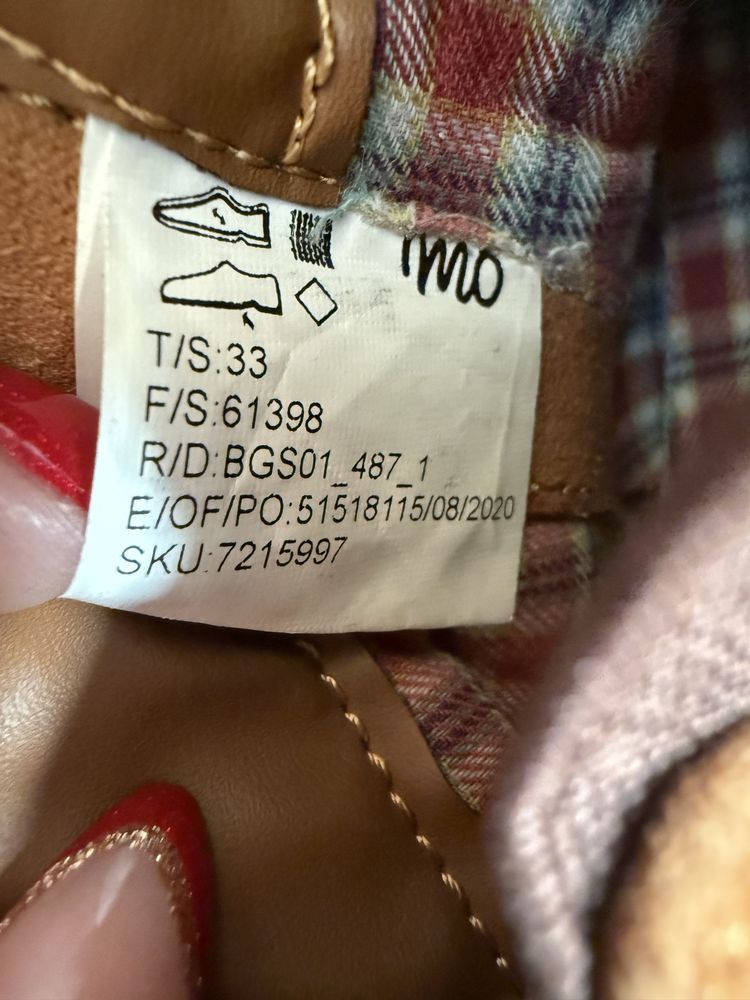 T/S:33
F/S:61398
R/D:BGS01_487_1
E/OF/PO:51518115/08/2020
SKU:7215997